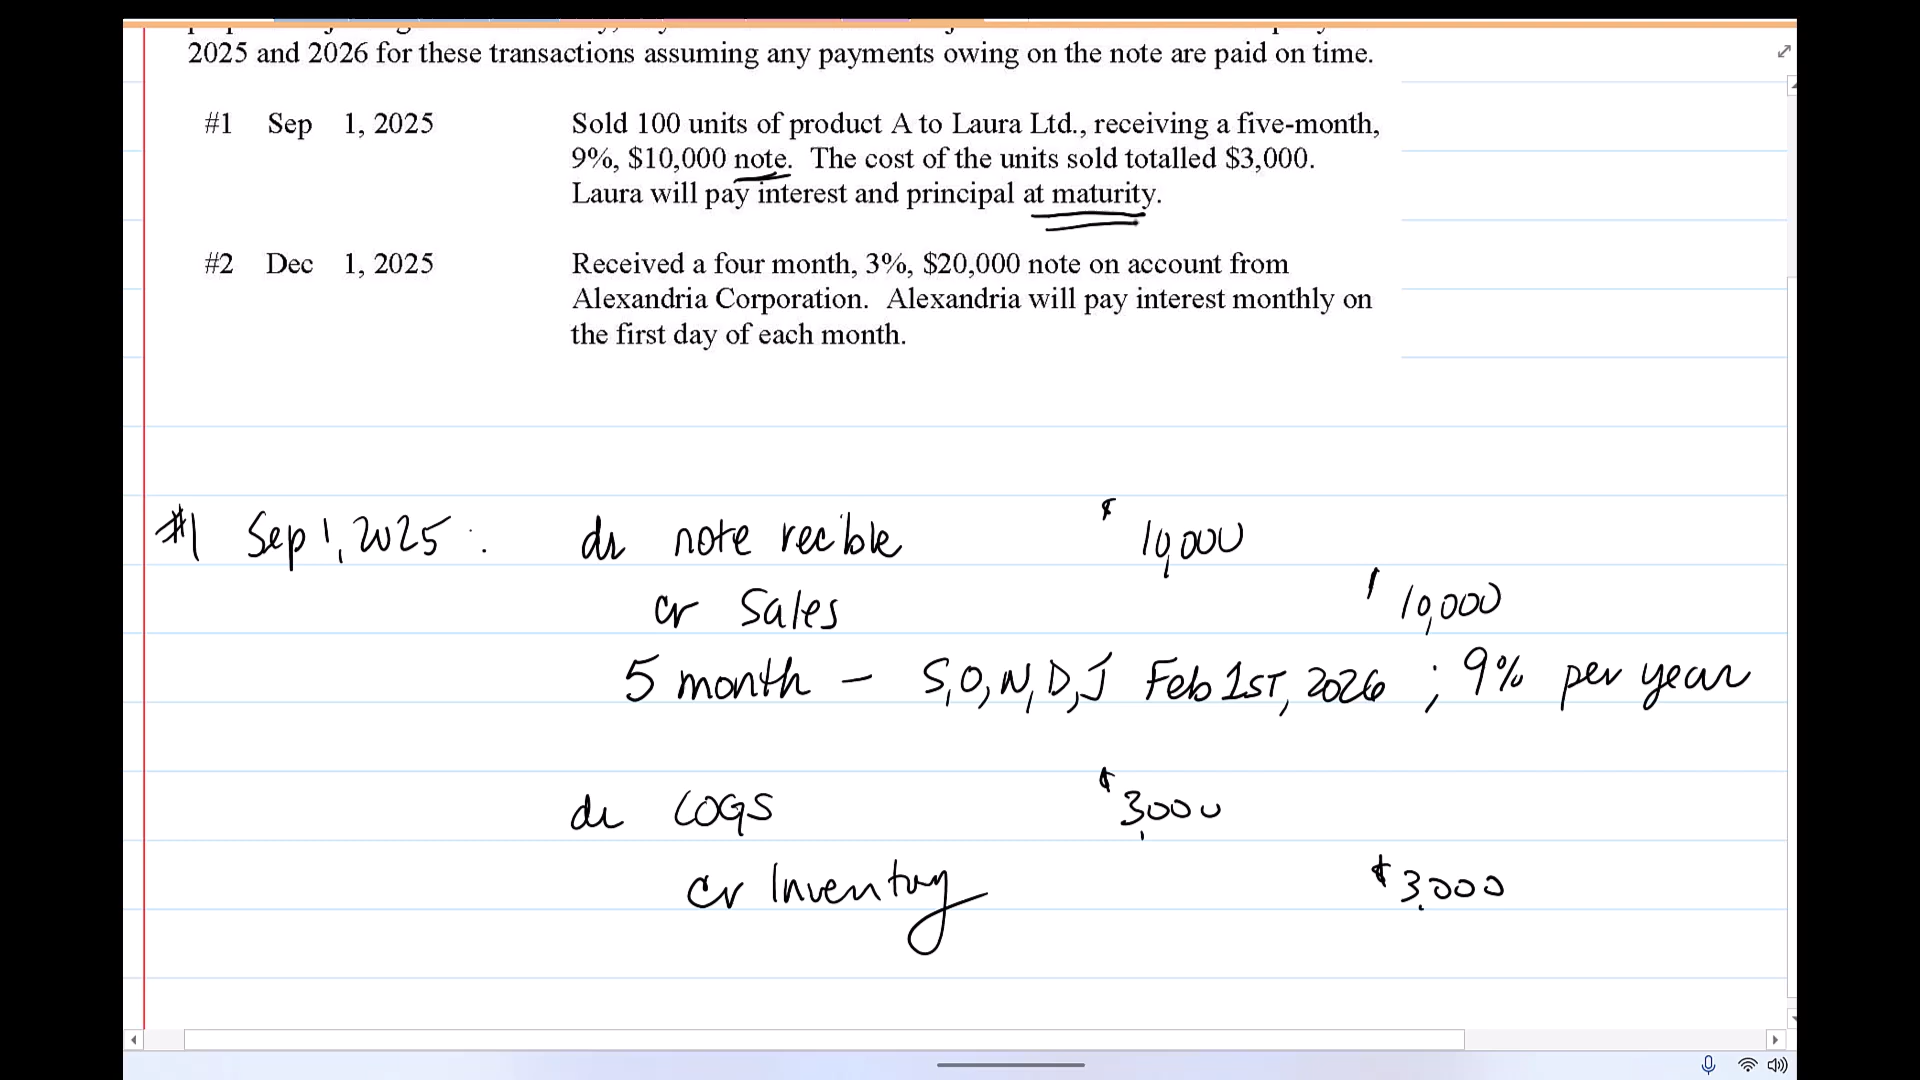 2025 and 2026 for these transactions assuming any payments owing on the note are paid on time.
#1 Sep 1, 2025 Sold 100 units of product A to Laura Ltd., receiving a five-month,
9%, $10,000 note. The cost of the units sold totalled $3,000.
Laura will pay interest and principal at maturity.
#2 Dec 1, 2025 Received a four month, 3%, $20,000 note on account from
Alexandria Corporation. Alexandria will pay interest monthly on
the first day of each month.
#1 Sep 1, 2025 : dr note rec'ble $ 10,000
cr Sales $ 10,000
5 month – S,O,N,D,J Feb 1ST, 2026 ; 9% per year
dr COGS $ 3,000
cr Inventory $ 3,000